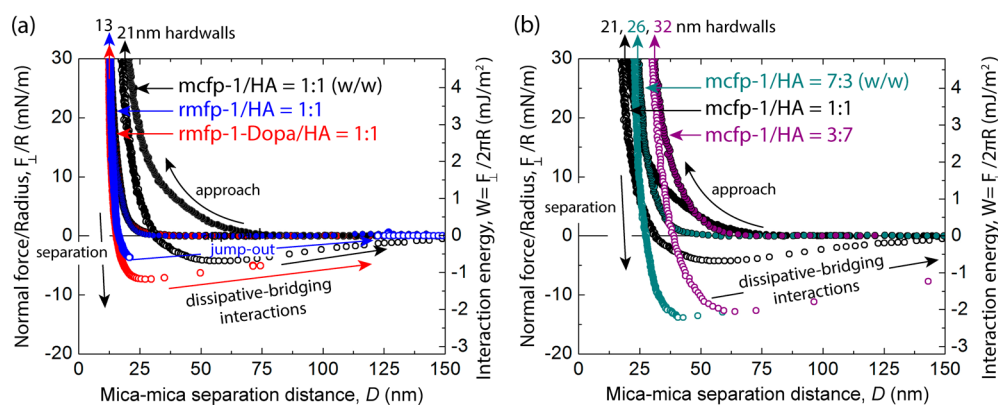 (a)
13
21nm hardwalls
mcfp-1/HA = 1:1 (w/w)
rmfp-1/HA = 1:1
rmfp-1-Dopa/HA = 1:1
approach
separation
jump-out
dissipative-bridging
interactions
Normal force/Radius, F⊥/R (mN/m)
30
20
10
0
-10
-20
Interaction energy, W= F⊥/2πR (mJ/m²)
4
3
2
1
0
-1
-2
-3
0 25 50 75 100 125 150
Mica-mica separation distance, D (nm)
(b)
21, 26, 32 nm hardwalls
mcfp-1/HA = 7:3 (w/w)
mcfp-1/HA = 1:1
mcfp-1/HA = 3:7
approach
separation
dissipative-bridging
interactions
Normal force/Radius, F⊥/R (mN/m)
30
20
10
0
-10
-20
Interaction energy, W= F⊥/2πR (mJ/m²)
4
3
2
1
0
-1
-2
-3
0 25 50 75 100 125 150
Mica-mica separation distance, D (nm)